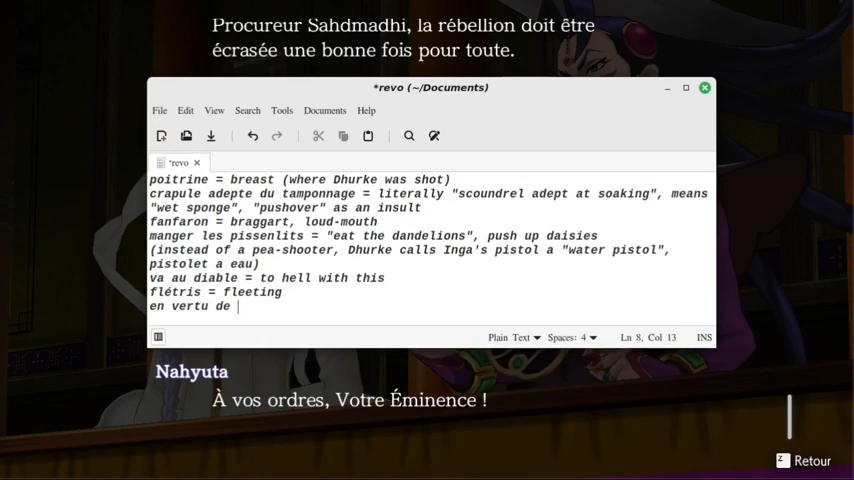 Procureur Sahdmadhi, la rébellion doit être
écrasée une bonne fois pour toute.
*revo (~/Documents)
File Edit View Search Tools Documents Help
*revo
poitrine = breast (where Dhurke was shot)
crapule adepte du tamponnage = literally "scoundrel adept at soaking", means
"wet sponge", "pushover" as an insult
fanfaron = braggart, loud-mouth
manger les pissenlits = "eat the dandelions", push up daisies
(instead of a pea-shooter, Dhurke calls Inga's pistol a "water pistol",
pistolet a eau)
va au diable = to hell with this
flétris = fleeting
en vertu de
Plain Text Spaces: 4 Ln 8, Col 13 INS
Nahyuta
À vos ordres, Votre Éminence !
Z Retour